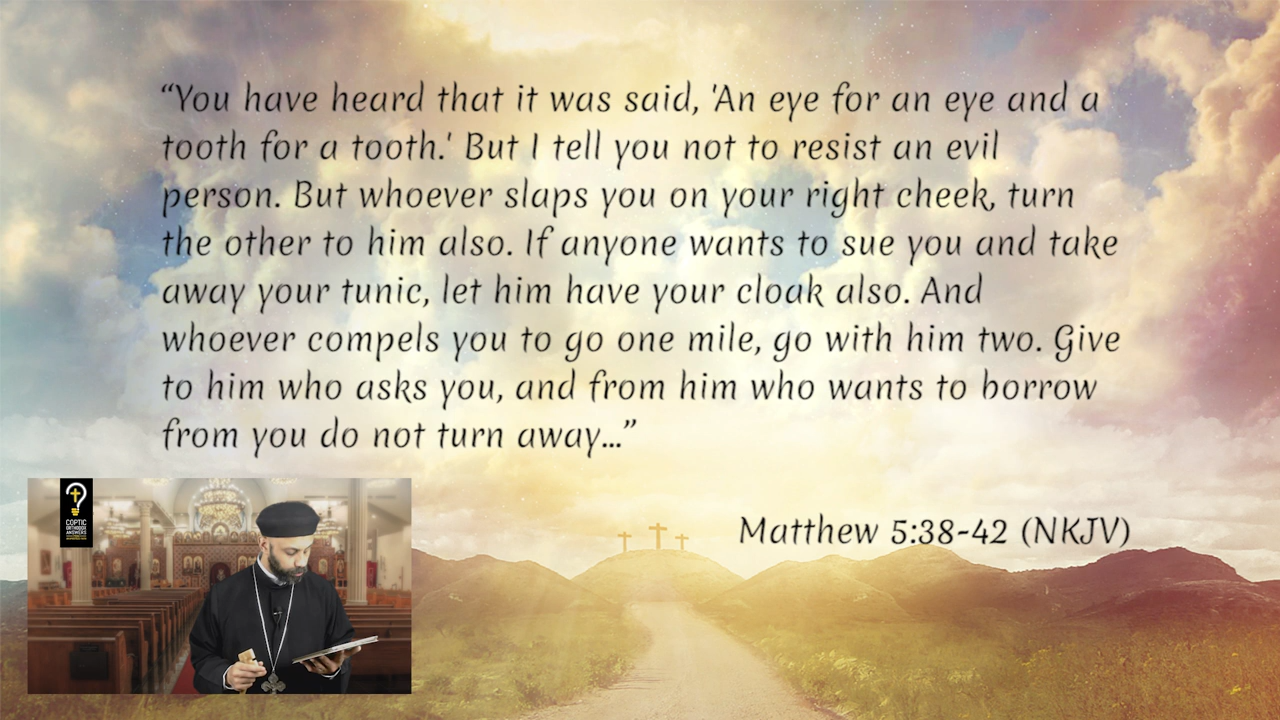 “You have heard that it was said, 'An eye for an eye and a
tooth for a tooth.' But I tell you not to resist an evil
person. But whoever slaps you on your right cheek, turn
the other to him also. If anyone wants to sue you and take
away your tunic, let him have your cloak also. And
whoever compels you to go one mile, go with him two. Give
to him who asks you, and from him who wants to borrow
from you do not turn away...”
Matthew 5:38-42 (NKJV)
COPTIC
ORTHODOX
ANSWERS